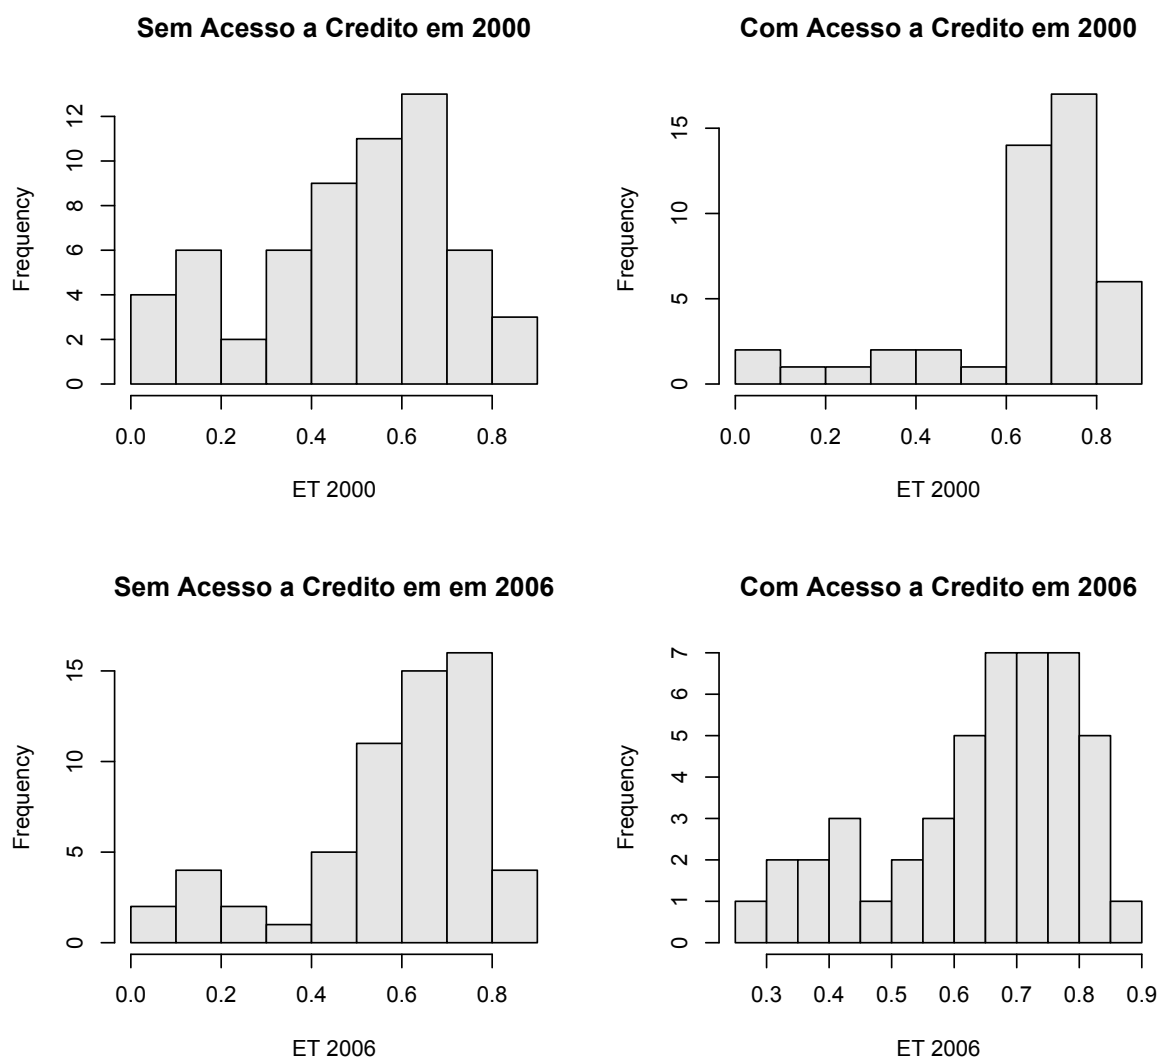 Sem Acesso a Credito em 2000
Frequency
0 2 4 6 8 10 12
0.0 0.2 0.4 0.6 0.8
ET 2000
Com Acesso a Credito em 2000
Frequency
0 5 10 15
0.0 0.2 0.4 0.6 0.8
ET 2000
Sem Acesso a Credito em em 2006
Frequency
0 5 10 15
0.0 0.2 0.4 0.6 0.8
ET 2006
Com Acesso a Credito em 2006
Frequency
0 1 2 3 4 5 6 7
0.3 0.4 0.5 0.6 0.7 0.8 0.9
ET 2006